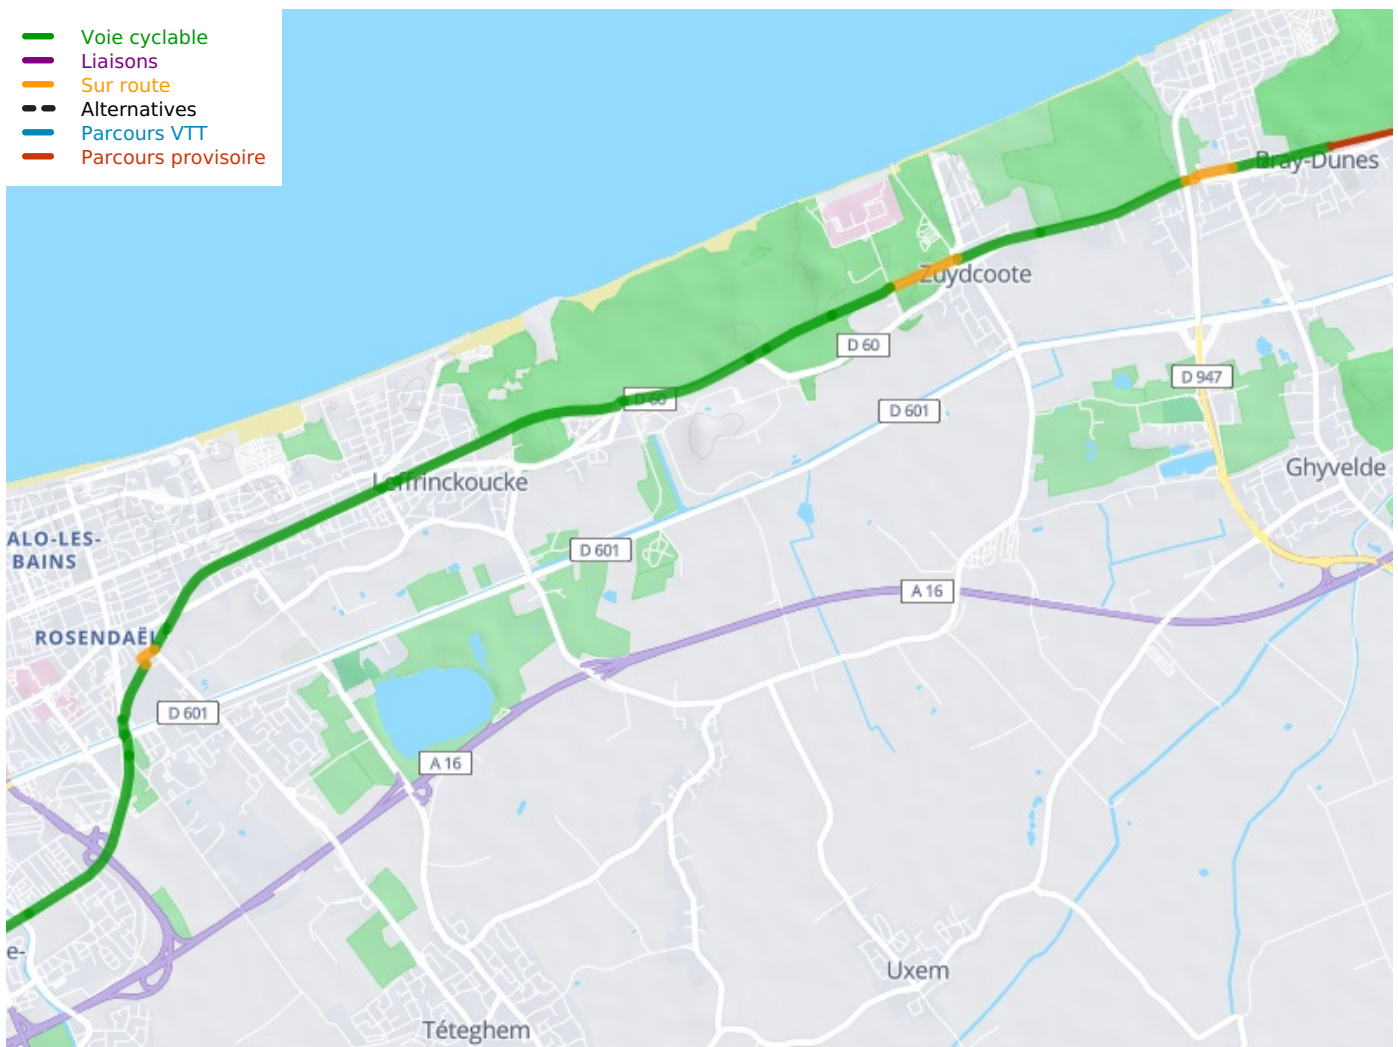 Voie cyclable
Liaisons
Sur route
Alternatives
Parcours VTT
Parcours provisoire
Bray-Dunes
Zuydcoote
D 60
D 947
D 60
D 601
Ghyvelde
Leffrinckoucke
ALO-LES-
BAINS
D 601
A 16
ROSENDAËL
D 601
A 16
e-
Uxem
Téteghem